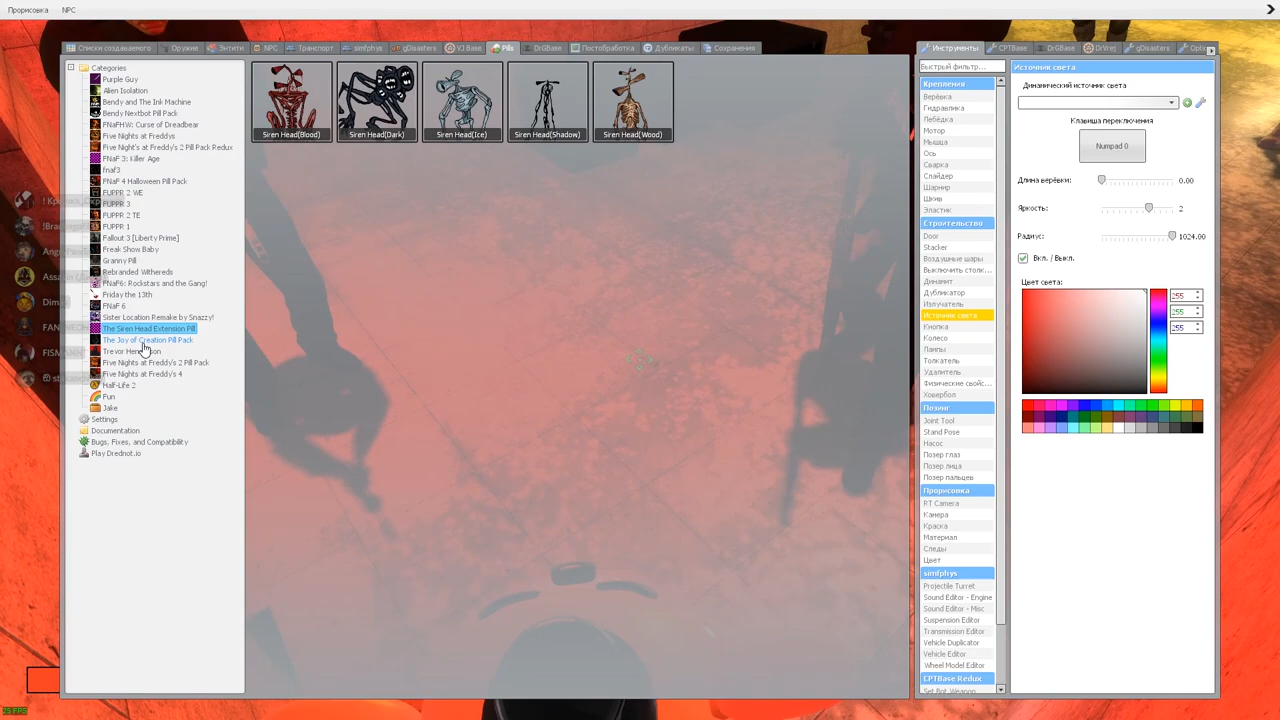 Прорисовка NPC
Списки создаваемого Оружие Энтити NPC Транспорт simfphys gDisasters VJ Base Pills DrGBase Постобработка Дубликаты Сохранения
Categories
Purple Guy
Alien Isolation
Bendy and The Ink Machine
Bendy Nextbot Pill Pack
FNaFHW: Curse of Dreadbear
Five Nights at Freddys
Five Night's at Freddy's 2 Pill Pack Redux
FNaF 3: Killer Age
fnaf3
FNAF 4 Halloween Pill Pack
FUPPR 2 WE
FUPPR 3
FUPPR 2 TE
FUPPR 1
Fallout 3 [Liberty Prime]
Freak Show Baby
Granny Pill
Rebranded Withereds
FNAF6: Rockstars and the Gang!
Friday the 13th
FNAF 6
Sister Location Remake by Snazzy!
The Siren Head Extension Pill
The Joy of Creation Pill Pack
Five Nights at Freddy's 2 Pill Pack
Five Nights at Freddy's 4
Half-Life 2
Fun
Jake
Settings
Documentation
Bugs, Fixes, and Compatibility
Play Drednot.io
Siren Head(Blood) Siren Head(Dark) Siren Head(Ice) Siren Head(Shadow) Siren Head(Wood)
Инструменты CPTBase DrGBase DrVrej gDisasters
Быстрый фильтр...
Крепления
Верёвка
Гидравлика
Лебёдка
Мотор
Мышца
Ось
Сварка
Слайдер
Шарнир
Шкив
Эластик
Строительство
Door
Stacker
Воздушные шары
Выключить столк...
Динамит
Дубликатор
Излучатель
Источник света
Кнопка
Колесо
Лампы
Толкатель
Удалитель
Физические свойс...
Ховербол
Позинг
Joint Tool
Stand Pose
Насос
Позер глаз
Позер лица
Позер пальцев
Прорисовка
RT Camera
Камера
Краска
Материал
Следы
Цвет
simfphys
Projectile Turret
Sound Editor - Engine
Sound Editor - Misc
Suspension Editor
Transmission Editor
Vehicle Duplicator
Vehicle Editor
Wheel Model Editor
CPTBase Redux
Set Bot Weapon
Источник света
Динамический источник света
Клавиша переключения
Numpad 0
Длина верёвки: 0.00
Яркость: 2
Радиус: 1024.00
Вкл. / Выкл.
Цвет света:
255
255
255
25 FPS